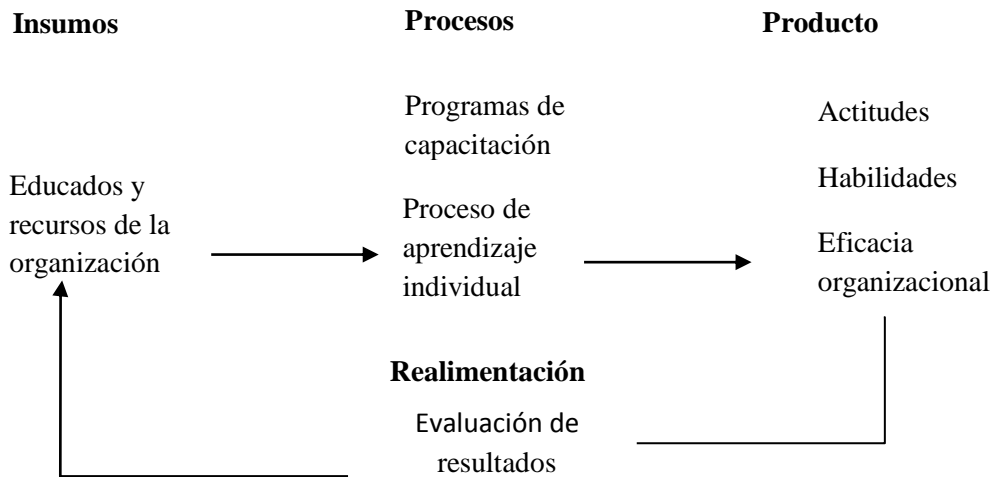 Insumos
Procesos
Producto
Programas de
capacitación
Actitudes
Educados y
recursos de la
organización
Proceso de
aprendizaje
individual
Habilidades
Eficacia
organizacional
Realimentación
Evaluación de
resultados